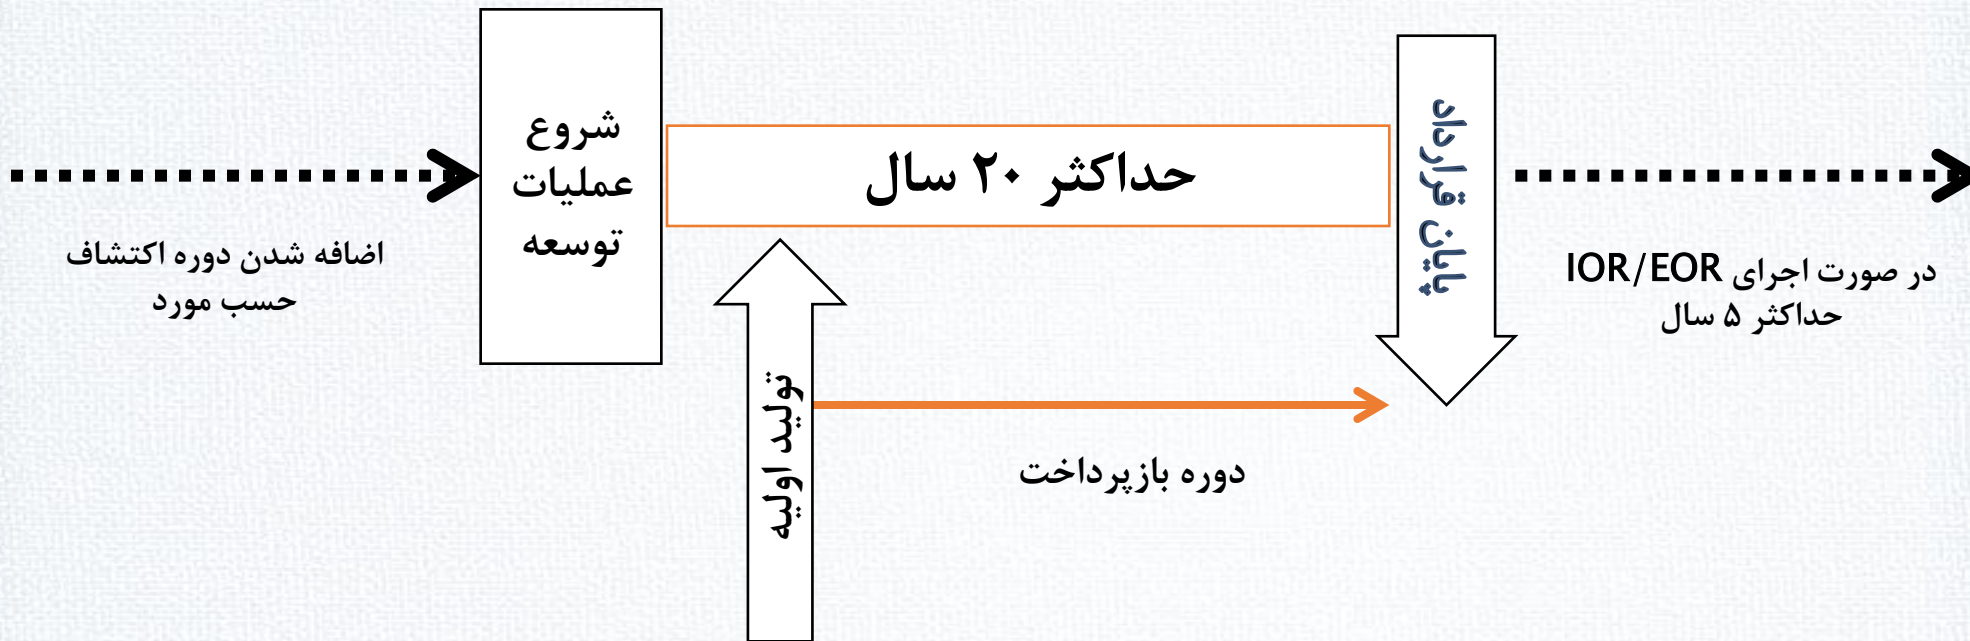 شروع
عملیات
توسعه
حداکثر ۲۰ سال
پایان قرارداد
اضافه شدن دوره اکتشاف
حسب مورد
در صورت اجرای IOR/EOR
حداکثر ۵ سال
تولید اولیه
دوره بازپرداخت